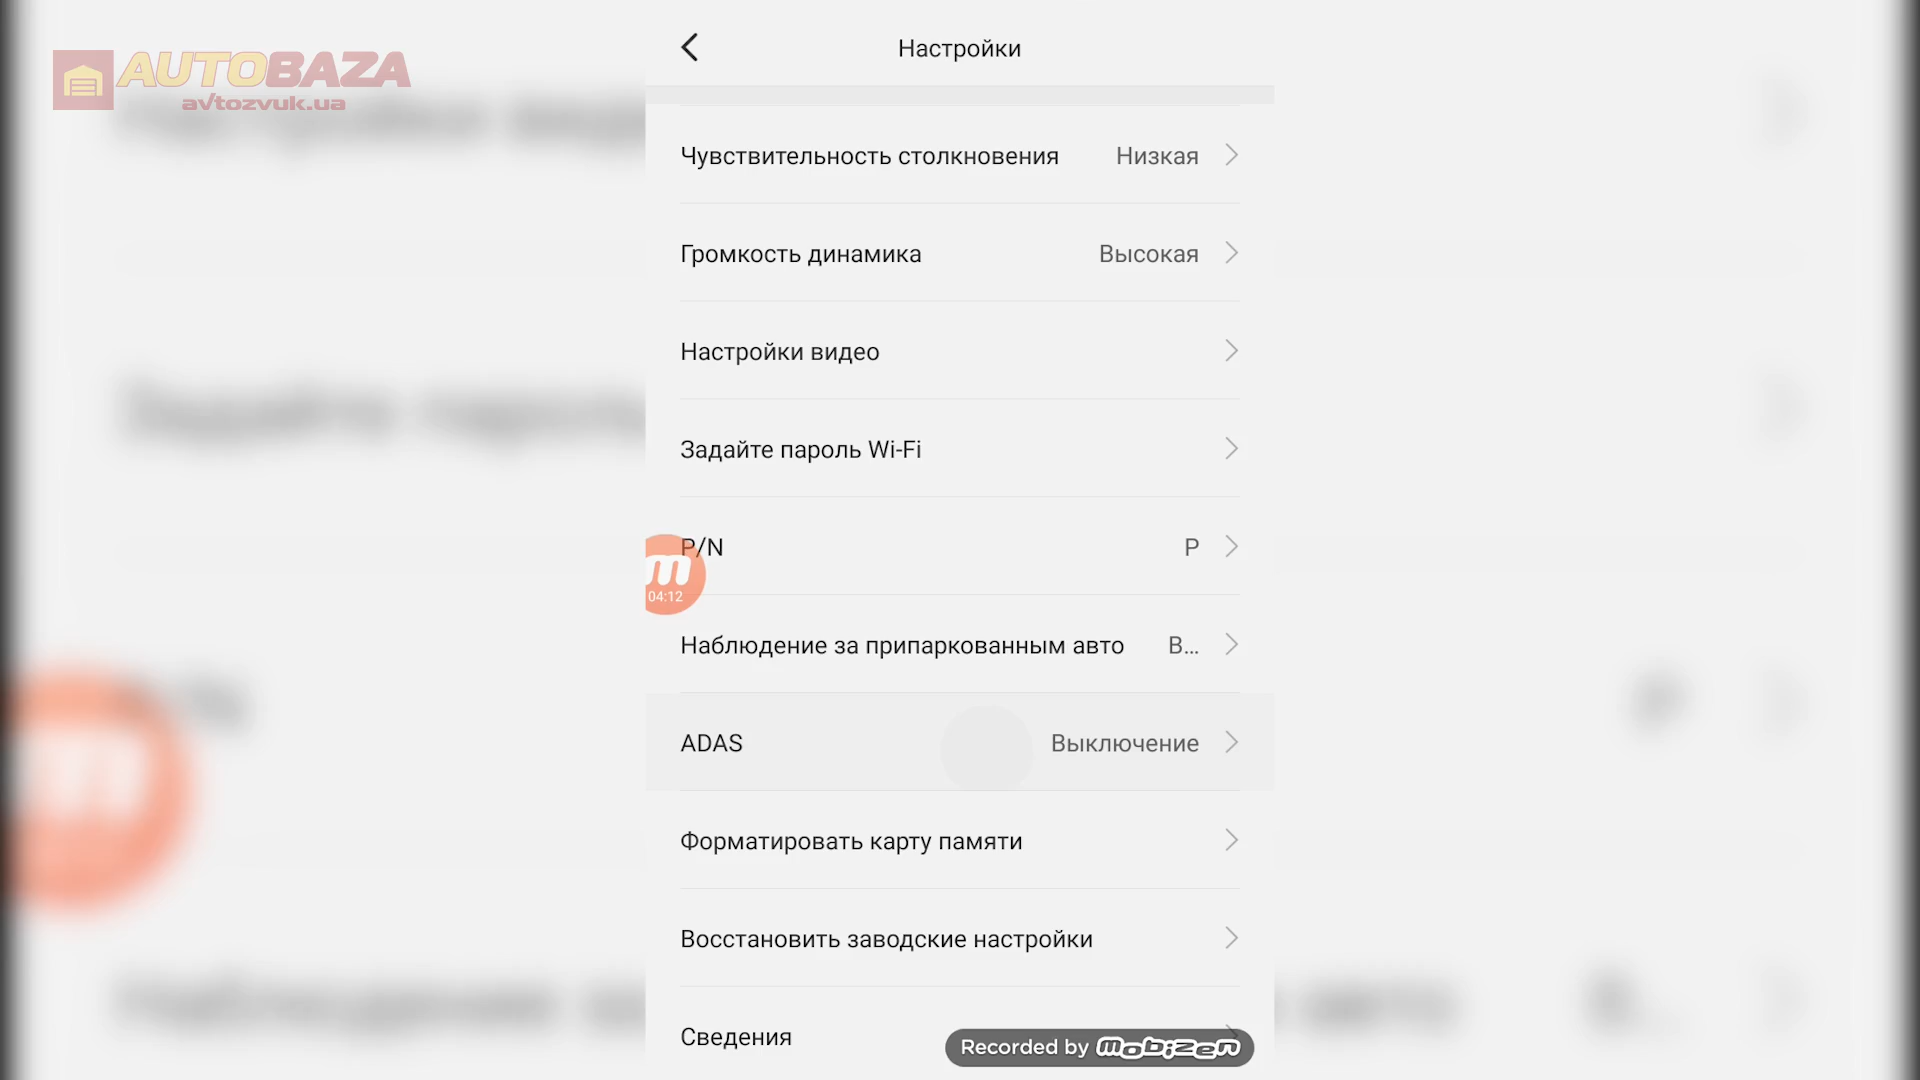 AUTOBAZA
avtozvuk.ua
Настройки
Чувствительность столкновения Низкая
Громкость динамика Высокая
Настройки видео
Задайте пароль Wi-Fi
P/N P
04:12
Наблюдение за припаркованным авто В...
ADAS Выключение
Форматировать карту памяти
Восстановить заводские настройки
Сведения
Recorded by mobizen